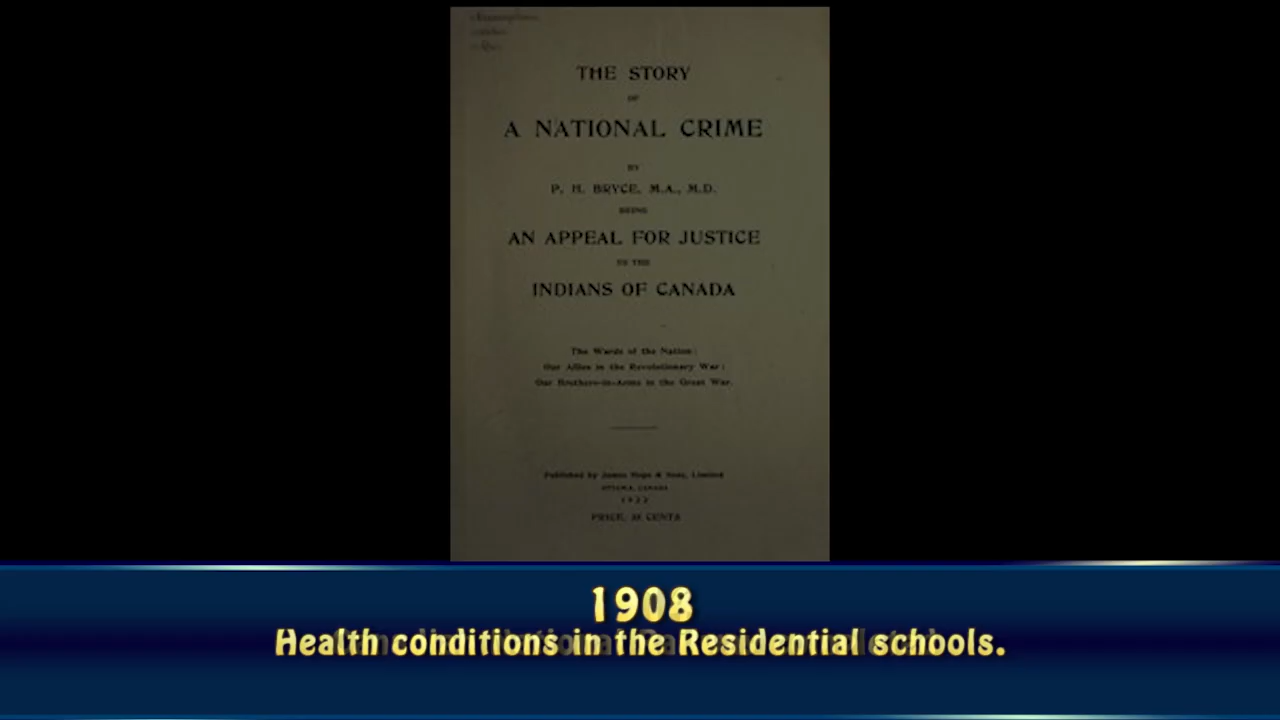 THE STORY
OF
A NATIONAL CRIME
BY
P. H. BRYCE, M.A., M.D.
BEING
AN APPEAL FOR JUSTICE
TO THE
INDIANS OF CANADA
The Wards of the Nation:
Our Allies in the Revolutionary War:
Our Brothers-in-Arms in the Great War.
Published by James Hope & Sons, Limited
OTTAWA, CANADA
1922
PRICE, CENTS
1908
Health conditions in the Residential schools.